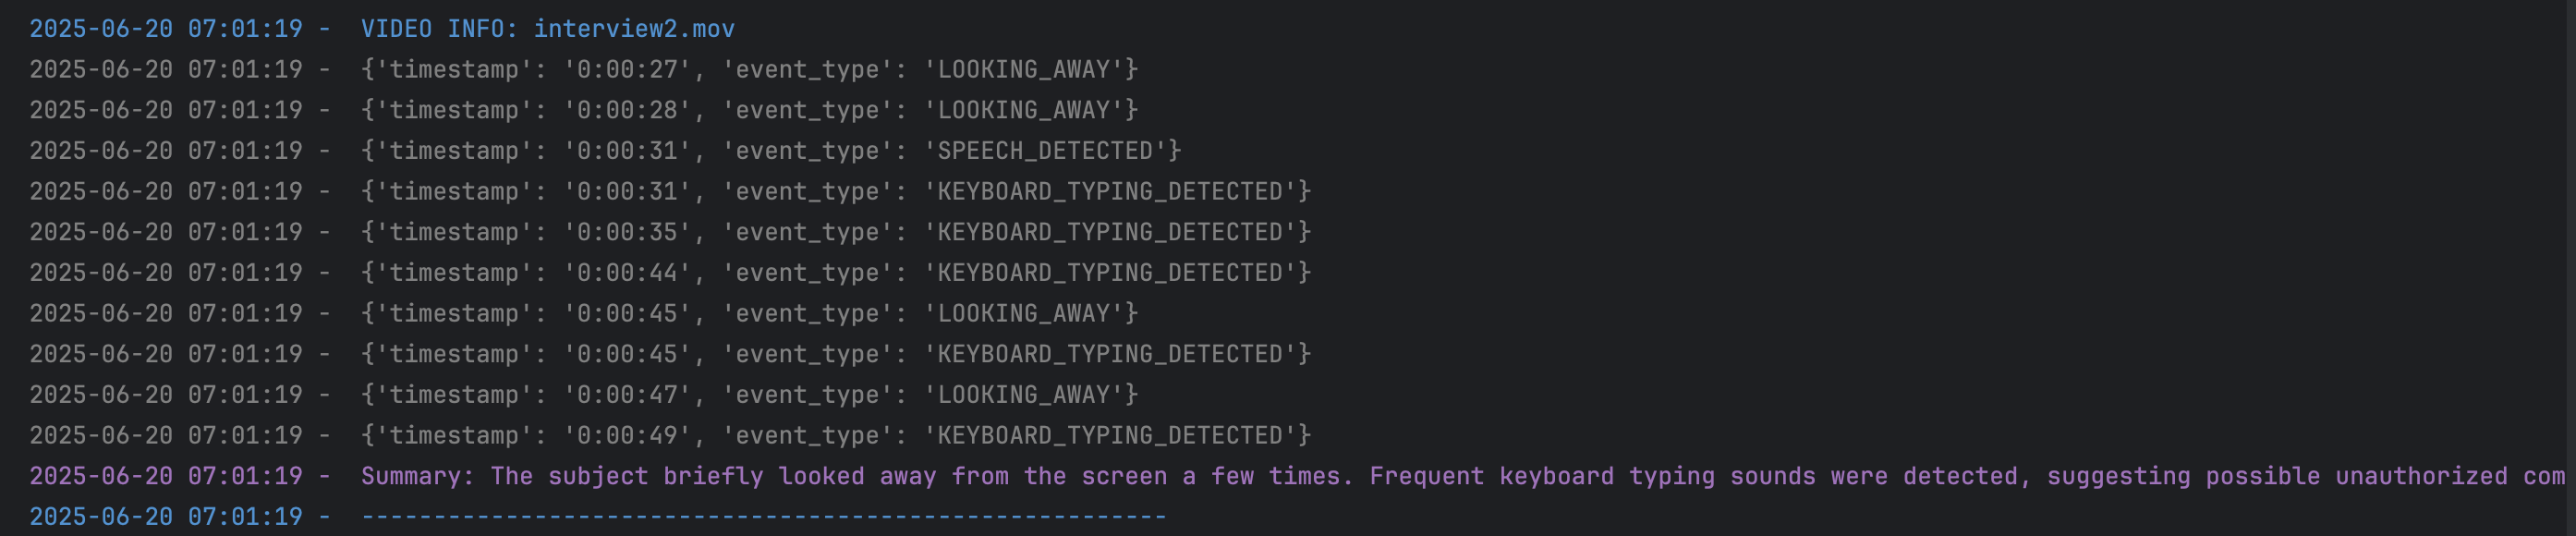 2025-06-20 07:01:19 - VIDEO INFO: interview2.mov
2025-06-20 07:01:19 - {'timestamp': '0:00:27', 'event_type': 'LOOKING_AWAY'}
2025-06-20 07:01:19 - {'timestamp': '0:00:28', 'event_type': 'LOOKING_AWAY'}
2025-06-20 07:01:19 - {'timestamp': '0:00:31', 'event_type': 'SPEECH_DETECTED'}
2025-06-20 07:01:19 - {'timestamp': '0:00:31', 'event_type': 'KEYBOARD_TYPING_DETECTED'}
2025-06-20 07:01:19 - {'timestamp': '0:00:35', 'event_type': 'KEYBOARD_TYPING_DETECTED'}
2025-06-20 07:01:19 - {'timestamp': '0:00:44', 'event_type': 'KEYBOARD_TYPING_DETECTED'}
2025-06-20 07:01:19 - {'timestamp': '0:00:45', 'event_type': 'LOOKING_AWAY'}
2025-06-20 07:01:19 - {'timestamp': '0:00:45', 'event_type': 'KEYBOARD_TYPING_DETECTED'}
2025-06-20 07:01:19 - {'timestamp': '0:00:47', 'event_type': 'LOOKING_AWAY'}
2025-06-20 07:01:19 - {'timestamp': '0:00:49', 'event_type': 'KEYBOARD_TYPING_DETECTED'}
2025-06-20 07:01:19 - Summary: The subject briefly looked away from the screen a few times. Frequent keyboard typing sounds were detected, suggesting possible unauthorized com
2025-06-20 07:01:19 - --------------------------------------------------------